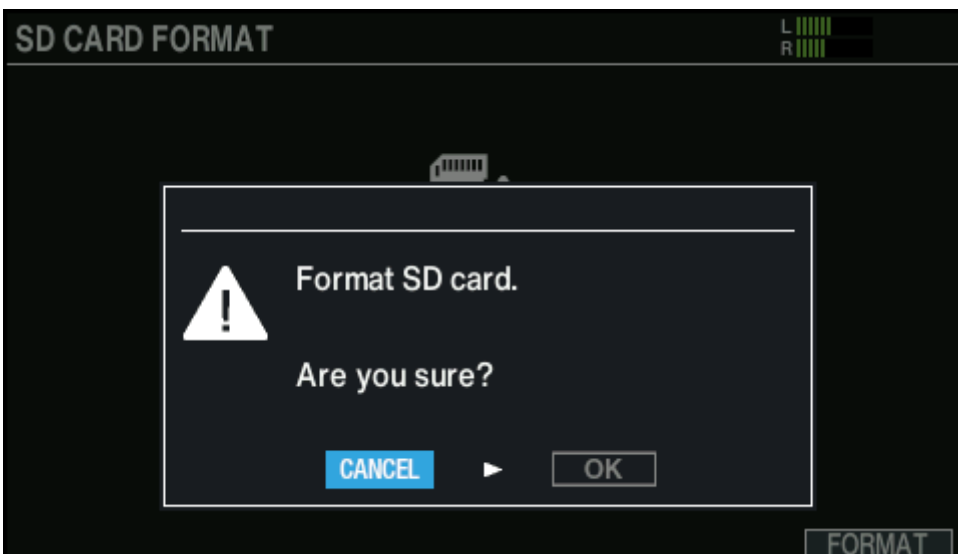 SD CARD FORMAT
L
R
Format SD card.
Are you sure?
CANCEL ► OK
FORMAT